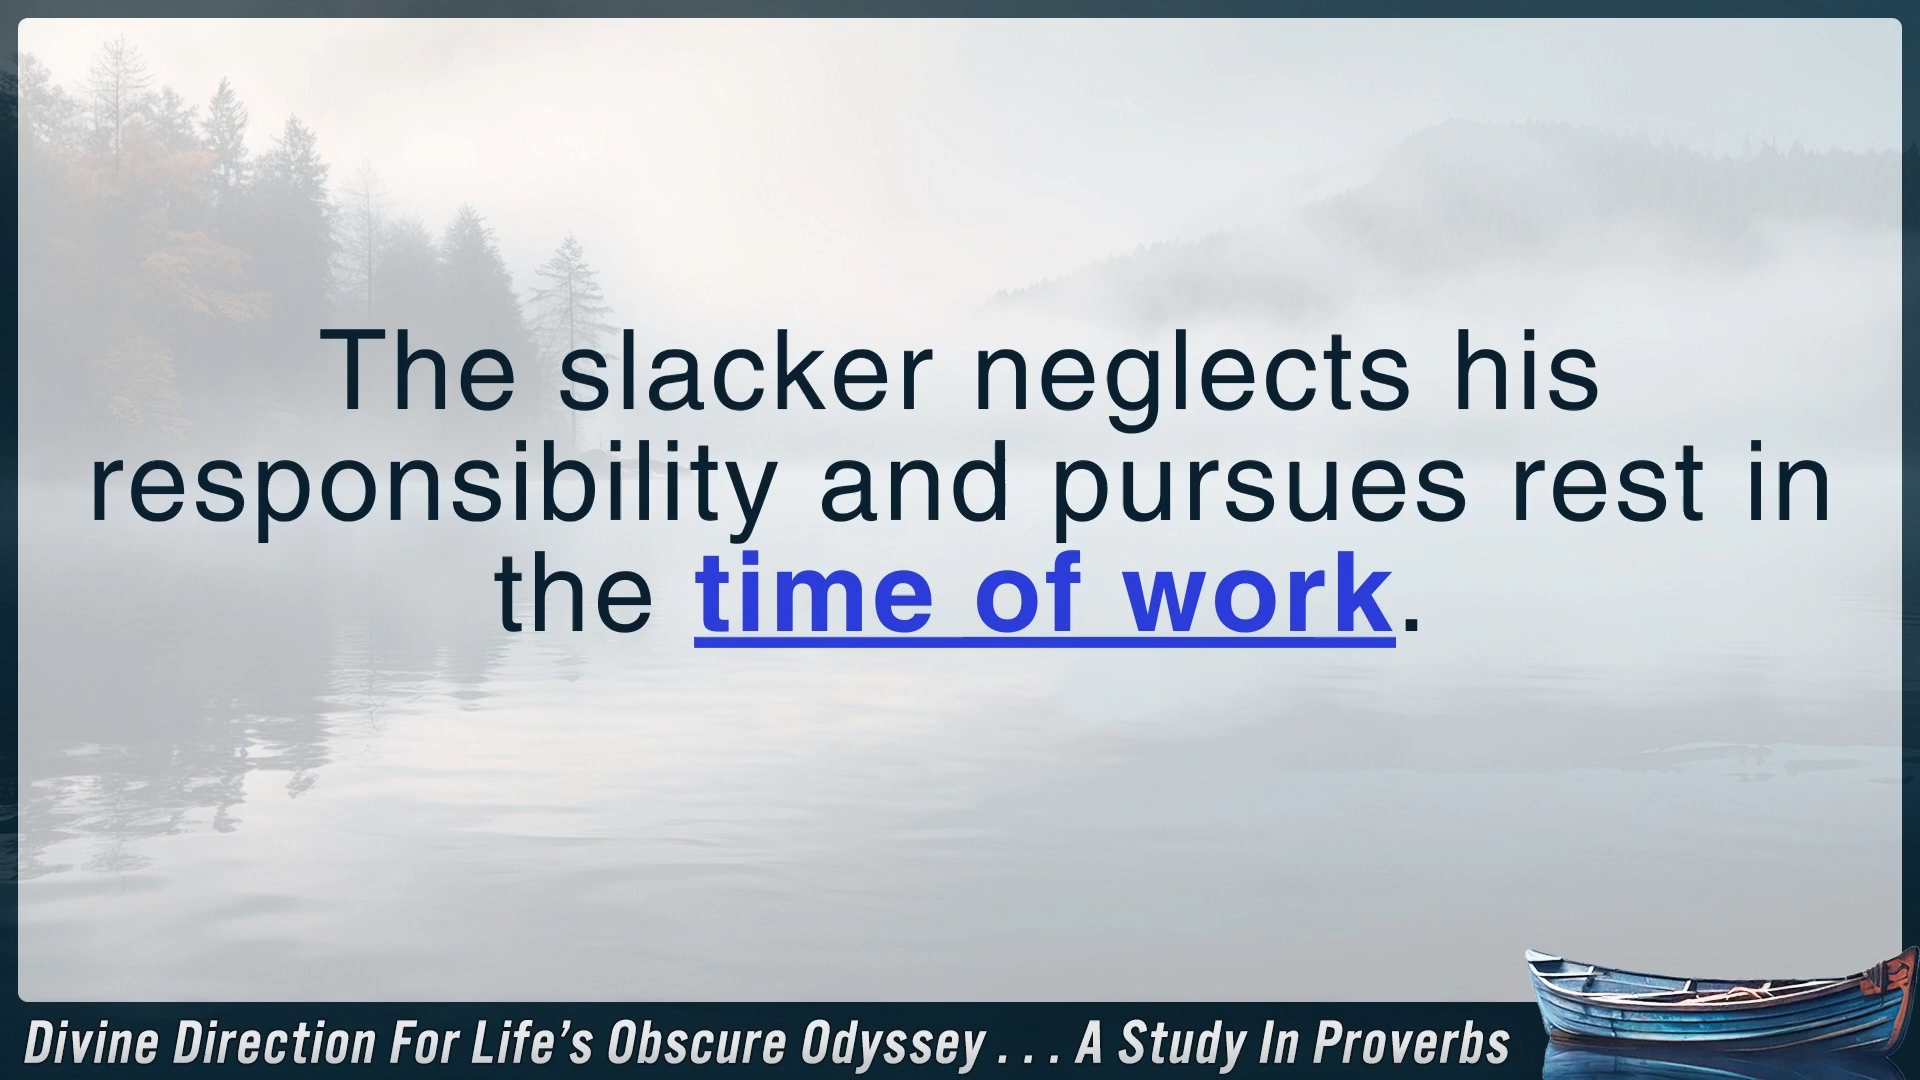 The slacker neglects his
responsibility and pursues rest in
the time of work.
Divine Direction For Life’s Obscure Odyssey . . . A Study In Proverbs